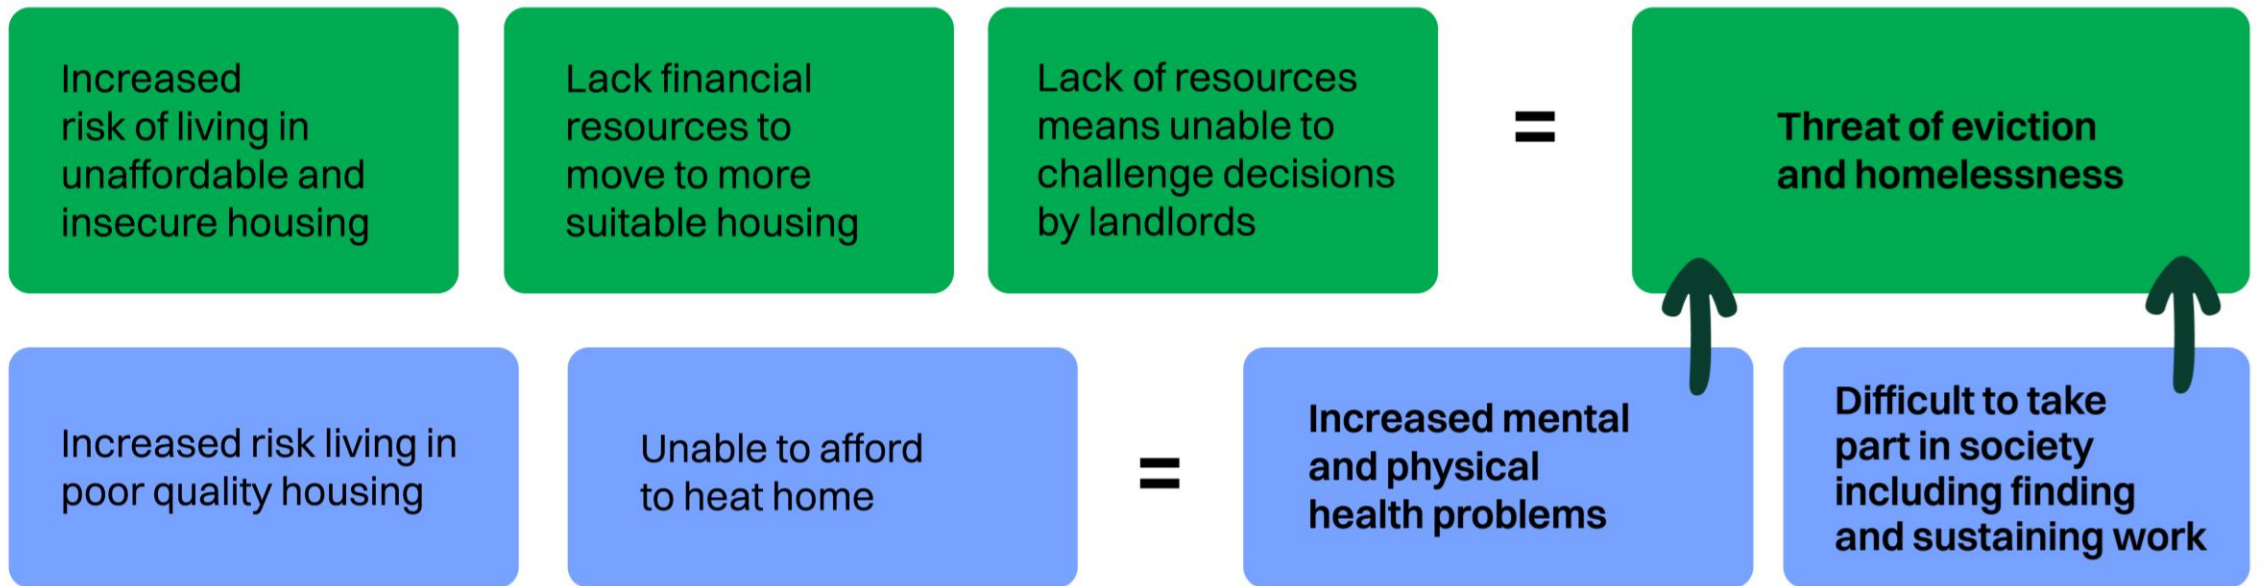 Increased
risk of living in
unaffordable and
insecure housing
Lack financial
resources to
move to more
suitable housing
Lack of resources
means unable to
challenge decisions
by landlords
=
Threat of eviction
and homelessness
Increased risk living in
poor quality housing
Unable to afford
to heat home
=
Increased mental
and physical
health problems
Difficult to take
part in society
including finding
and sustaining work